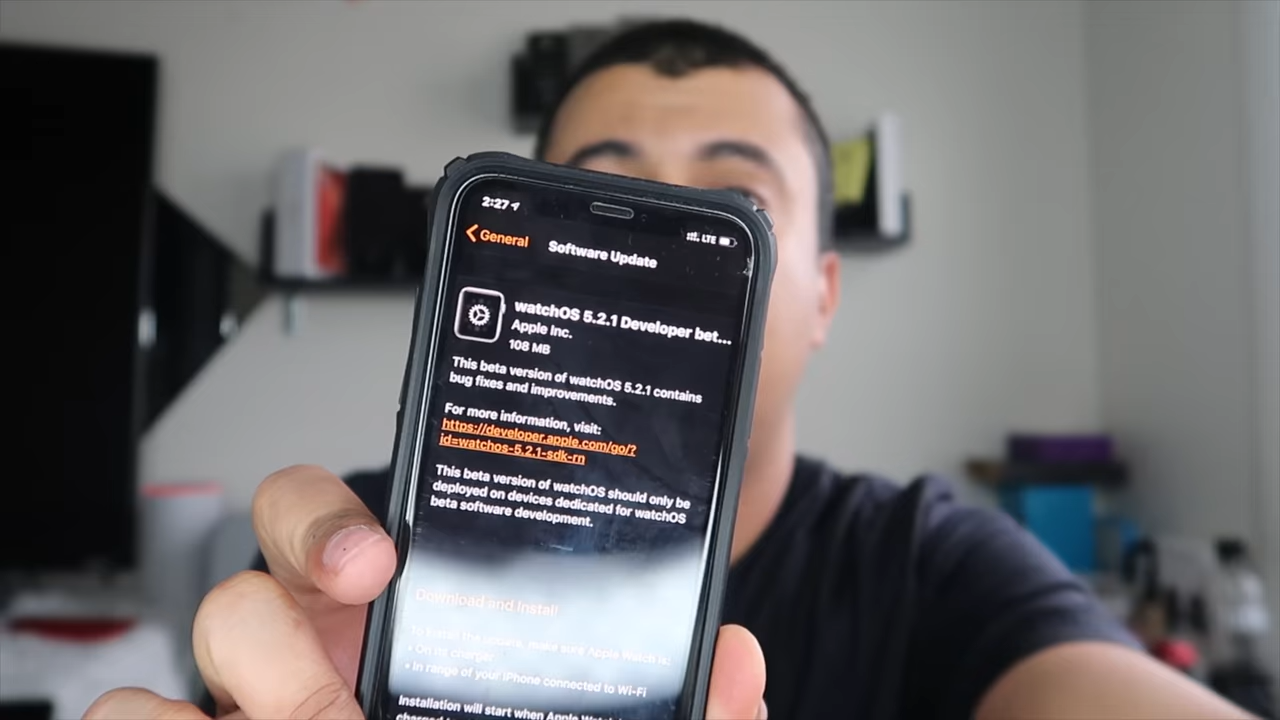 2:27
LTE
General
Software Update
watchOS 5.2.1 Developer bet...
Apple Inc.
108 MB
This beta version of watchOS 5.2.1 contains
bug fixes and improvements.
For more information, visit:
https://developer.apple.com/go/?
id=watchos-5.2.1-sdk-rn
This beta version of watchOS should only be
deployed on devices dedicated for watchOS
beta software development.
Download and Install
To install the update, make sure Apple Watch is:
• On its charger
• In range of your iPhone connected to Wi-Fi
Installation will start when Apple Watch